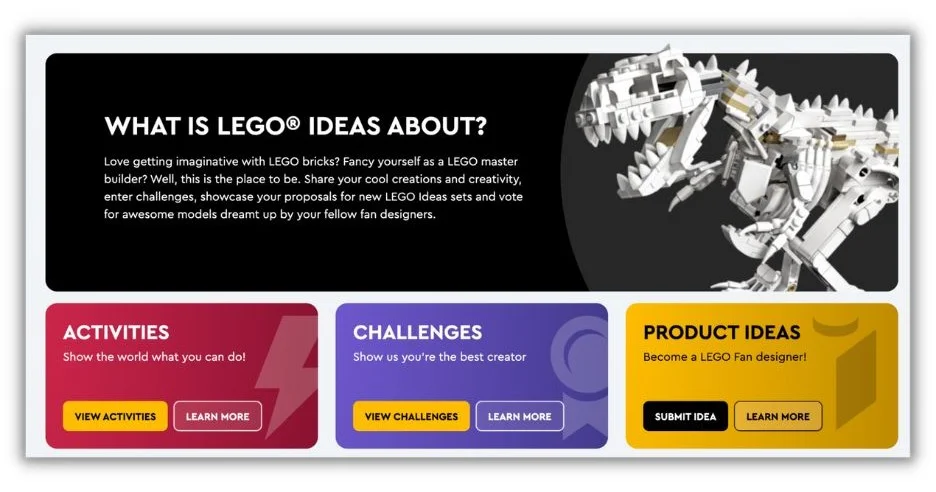 WHAT IS LEGO® IDEAS ABOUT?
Love getting imaginative with LEGO bricks? Fancy yourself as a LEGO master
builder? Well, this is the place to be. Share your cool creations and creativity,
enter challenges, showcase your proposals for new LEGO Ideas sets and vote
for awesome models dreamt up by your fellow fan designers.
ACTIVITIES
Show the world what you can do!
VIEW ACTIVITIES
LEARN MORE
CHALLENGES
Show us you're the best creator
VIEW CHALLENGES
LEARN MORE
PRODUCT IDEAS
Become a LEGO Fan designer!
SUBMIT IDEA
LEARN MORE